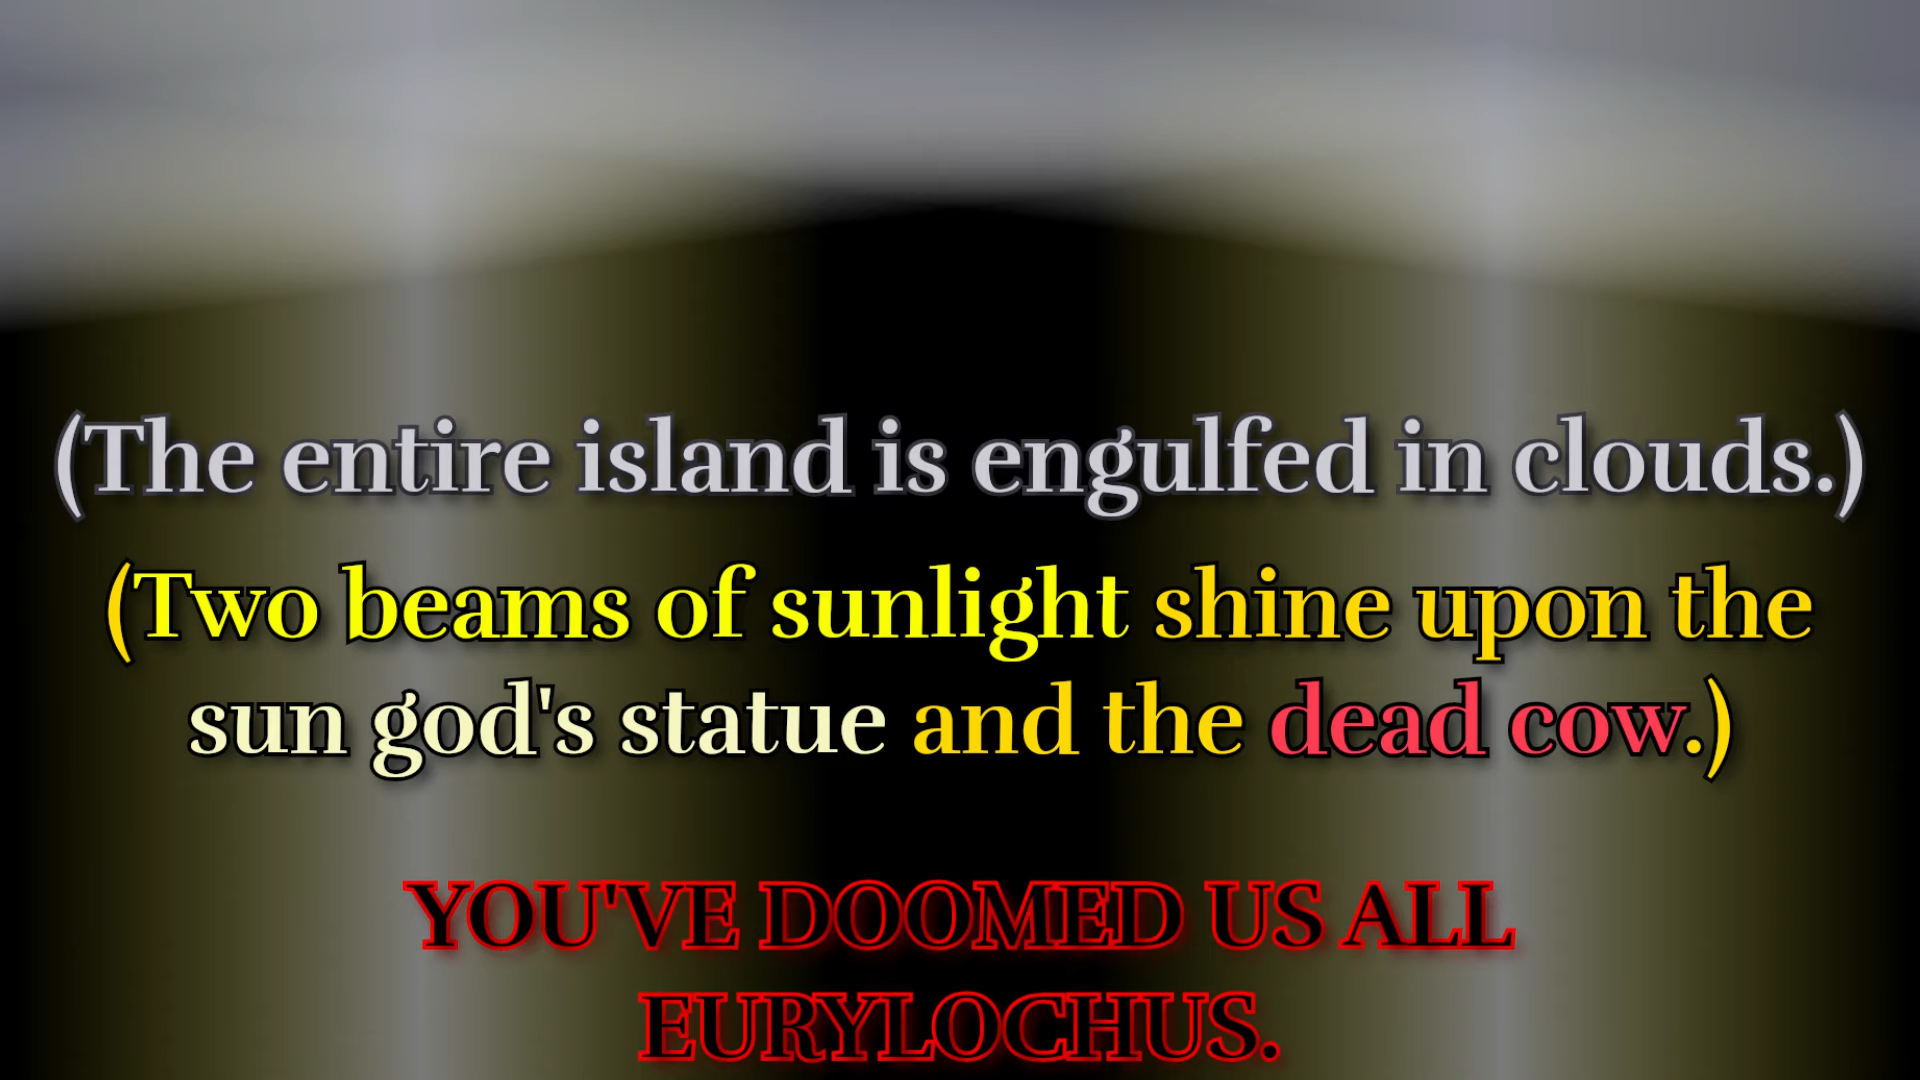 (The entire island is engulfed in clouds.)
(Two beams of sunlight shine upon the
sun god's statue and the dead cow.)
YOU'VE DOOMED US ALL
EURYLOCHUS.